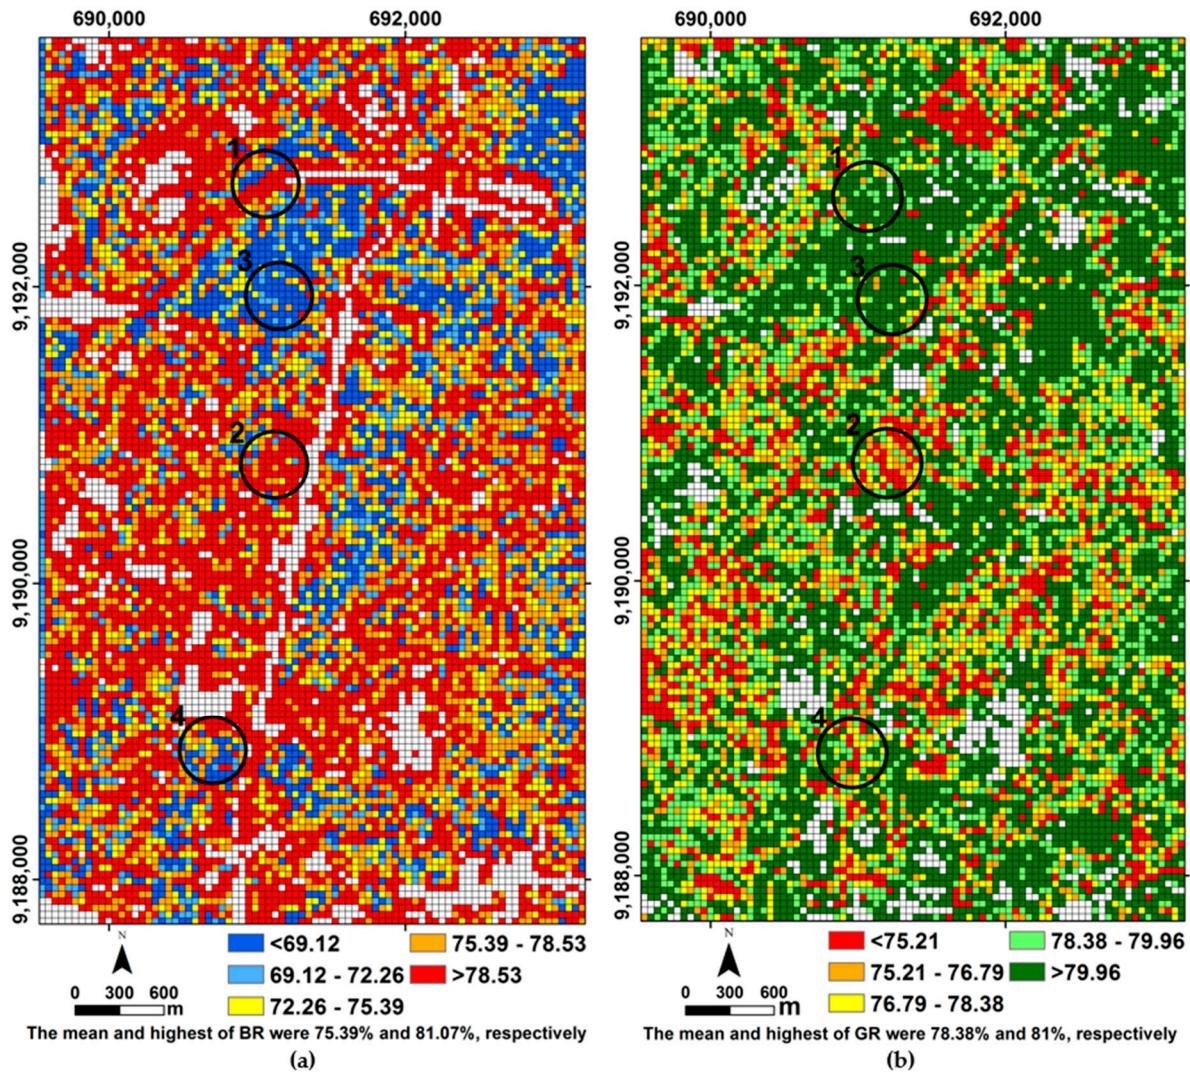 690,000 692,000 690,000 692,000
1
3
2
4
1
3
2
4
9,192,000
9,190,000
9,188,000
9,192,000
9,190,000
9,188,000
N
0 300 600 m
<69.12
69.12 - 72.26
72.26 - 75.39
75.39 - 78.53
>78.53
The mean and highest of BR were 75.39% and 81.07%, respectively
(a)
N
0 300 600 m
<75.21
75.21 - 76.79
76.79 - 78.38
78.38 - 79.96
>79.96
The mean and highest of GR were 78.38% and 81%, respectively
(b)